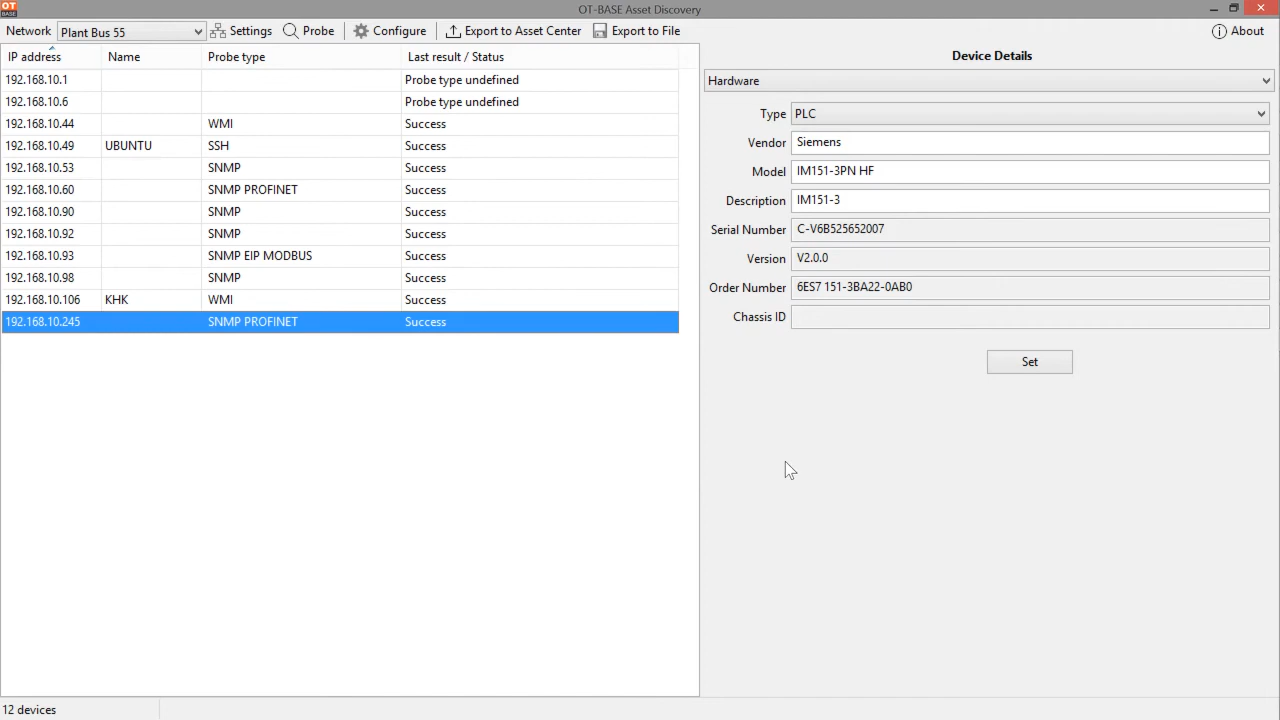 OT BASE OT-BASE Asset Discovery
Network Plant Bus 55 Settings Probe Configure Export to Asset Center Export to File About
IP address Name Probe type Last result / Status
192.168.10.1 Probe type undefined
192.168.10.6 Probe type undefined
192.168.10.44 WMI Success
192.168.10.49 UBUNTU SSH Success
192.168.10.53 SNMP Success
192.168.10.60 SNMP PROFINET Success
192.168.10.90 SNMP Success
192.168.10.92 SNMP Success
192.168.10.93 SNMP EIP MODBUS Success
192.168.10.98 SNMP Success
192.168.10.106 KHK WMI Success
192.168.10.245 SNMP PROFINET Success
Device Details
Hardware
Type PLC
Vendor Siemens
Model IM151-3PN HF
Description IM151-3
Serial Number C-V6B525652007
Version V2.0.0
Order Number 6ES7 151-3BA22-0AB0
Chassis ID
Set
12 devices